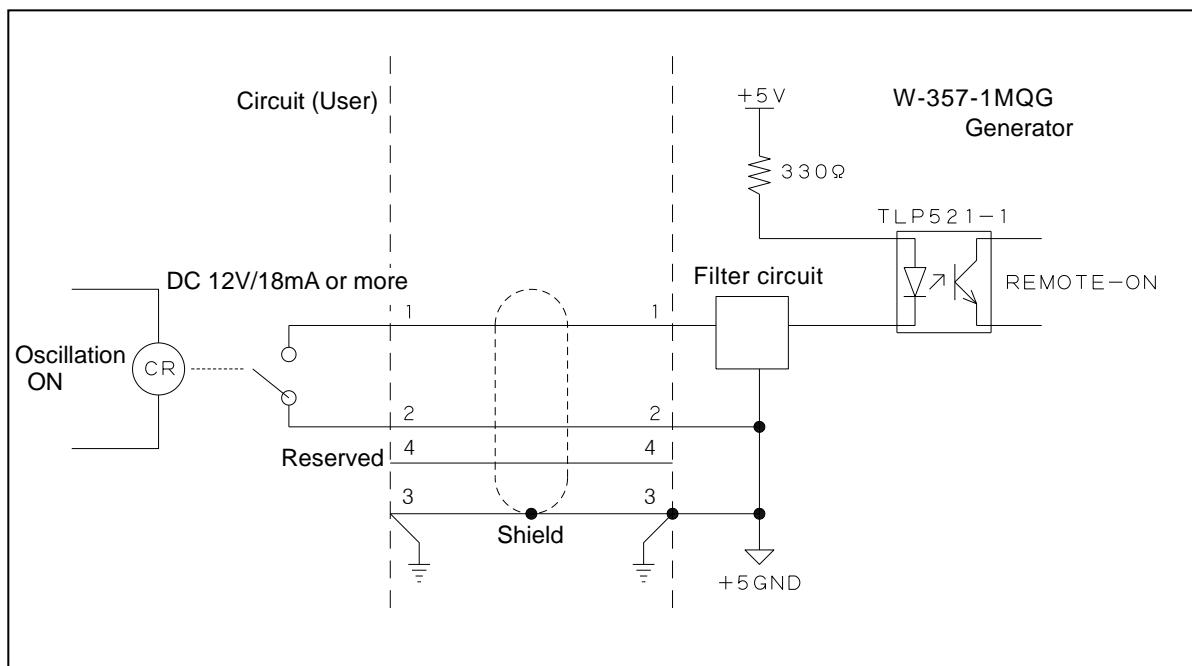 Circuit (User)
+5V
W-357-1MQG
Generator
330Ω
TLP521-1
DC 12V/18mA or more
Filter circuit
REMOTE-ON
1
1
Oscillation
ON
CR
2
2
Reserved
4
4
3
3
Shield
+5GND